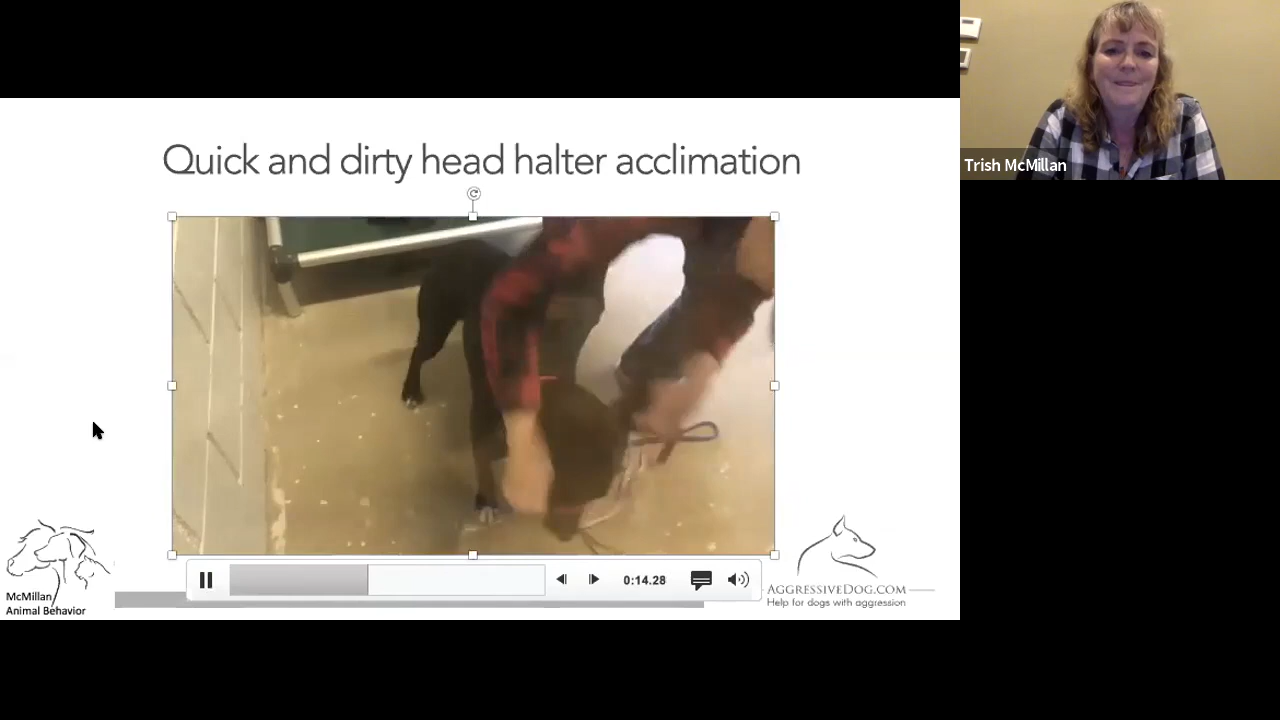 Quick and dirty head halter acclimation
Trish McMillan
0:14.28
McMillan
Animal Behavior
AGGRESSIVEDOG.COM
Help for dogs with aggression